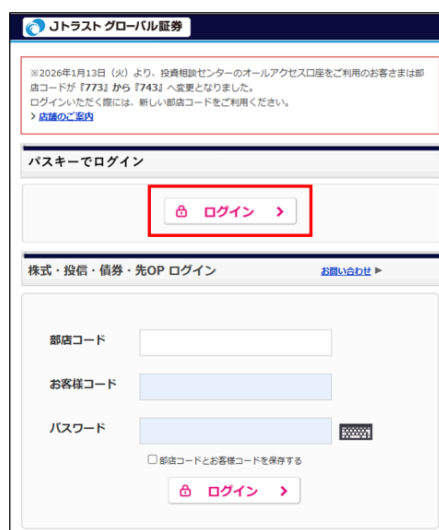 Jトラスト グローバル証券
※2026年1月13日（火）より、投資相談センターのオールアクセス口座をご利用のお客さまは部
店コードが『773』から『743』へ変更となりました。
ログインいただく際には、新しい部店コードをご利用ください。
> 店舗のご案内
パスキーでログイン
ログイン >
株式・投信・債券・先OP ログイン お問い合わせ ▶
部店コード
お客様コード
パスワード
部店コードとお客様コードを保存する
ログイン >